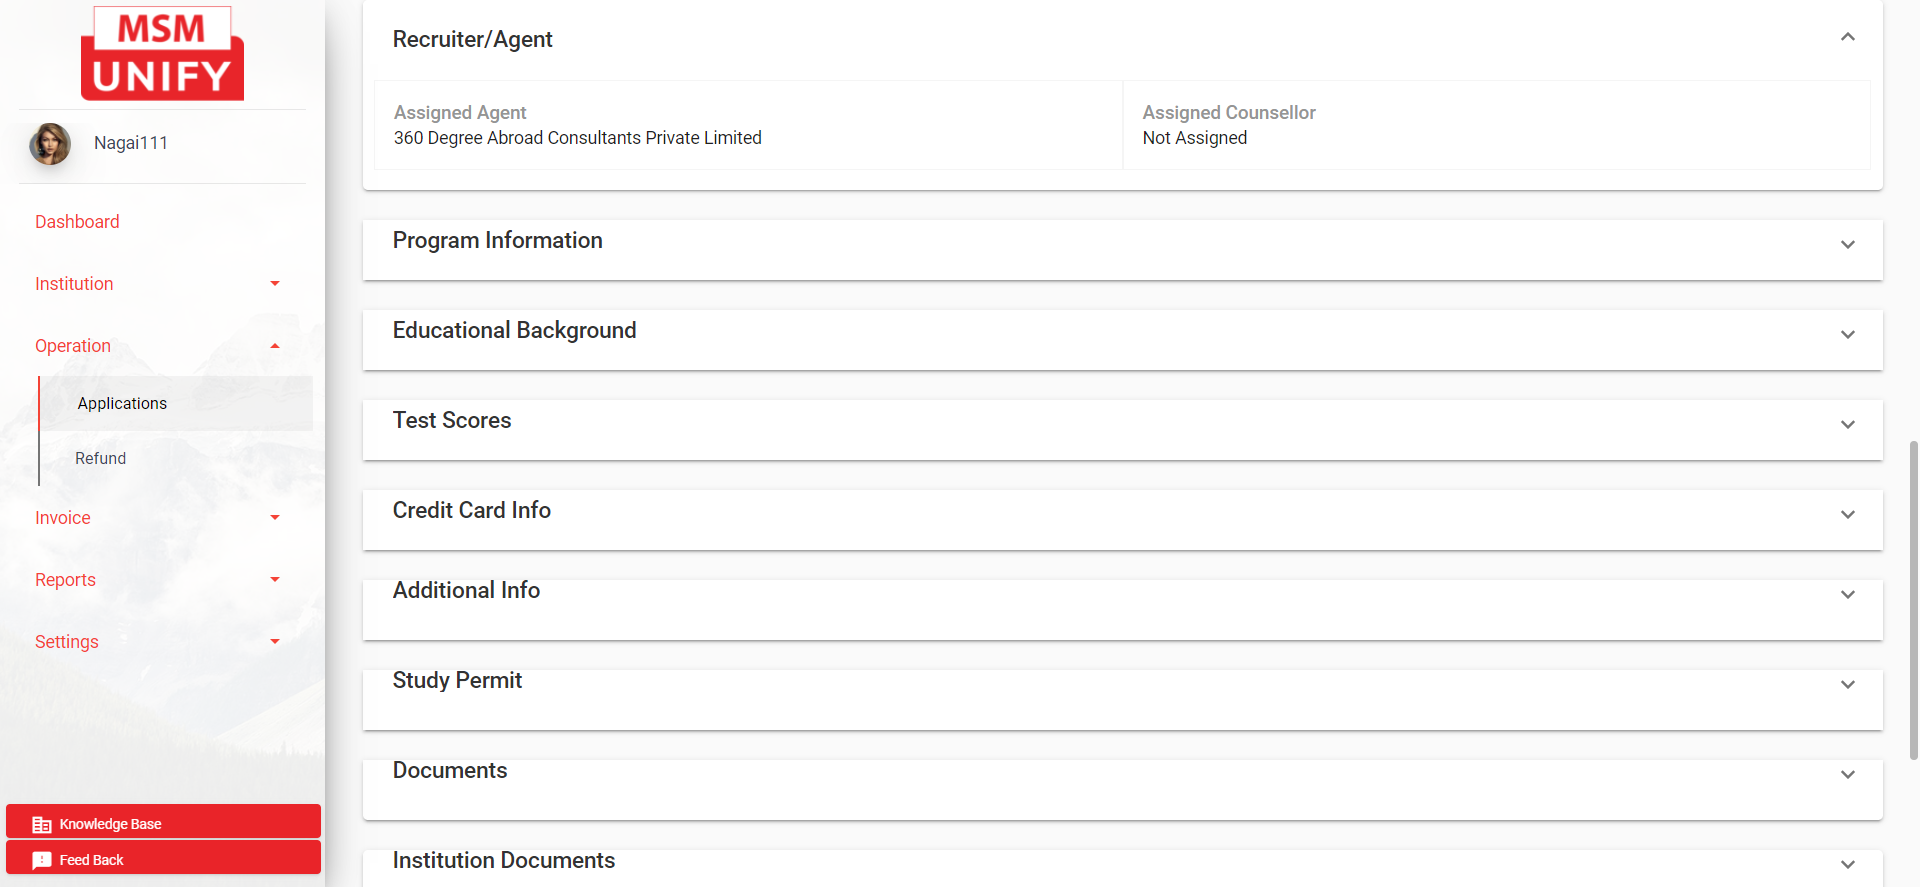 MSM
UNIFY
Nagai111
Dashboard
Institution
Operation
Applications
Refund
Invoice
Reports
Settings
Knowledge Base
Feed Back
Recruiter/Agent
Assigned Agent
360 Degree Abroad Consultants Private Limited
Assigned Counsellor
Not Assigned
Program Information
Educational Background
Test Scores
Credit Card Info
Additional Info
Study Permit
Documents
Institution Documents